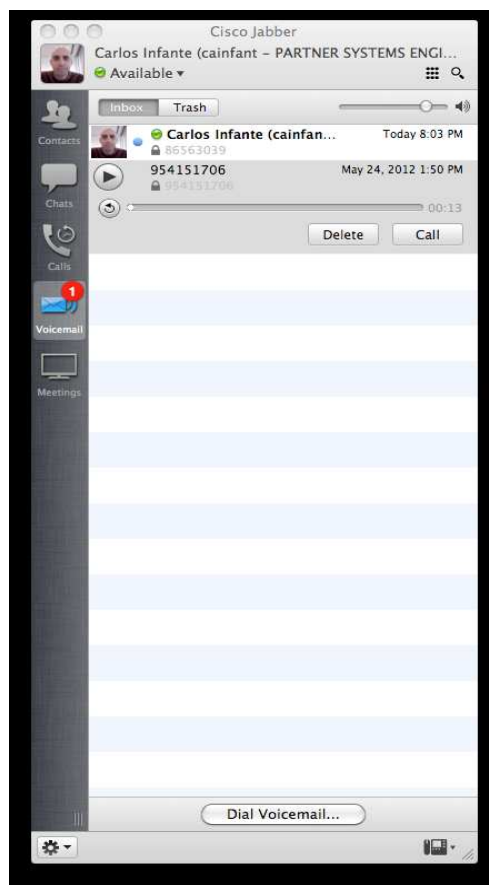 Cisco Jabber
Carlos Infante (cainfant – PARTNER SYSTEMS ENGI...
Available
Inbox Trash
Contacts
Carlos Infante (cainfan... Today 8:03 PM
86563039
954151706 May 24, 2012 1:50 PM
954151706
Chats
00:13
Delete Call
Calls
1
Voicemail
Meetings
Dial Voicemail...